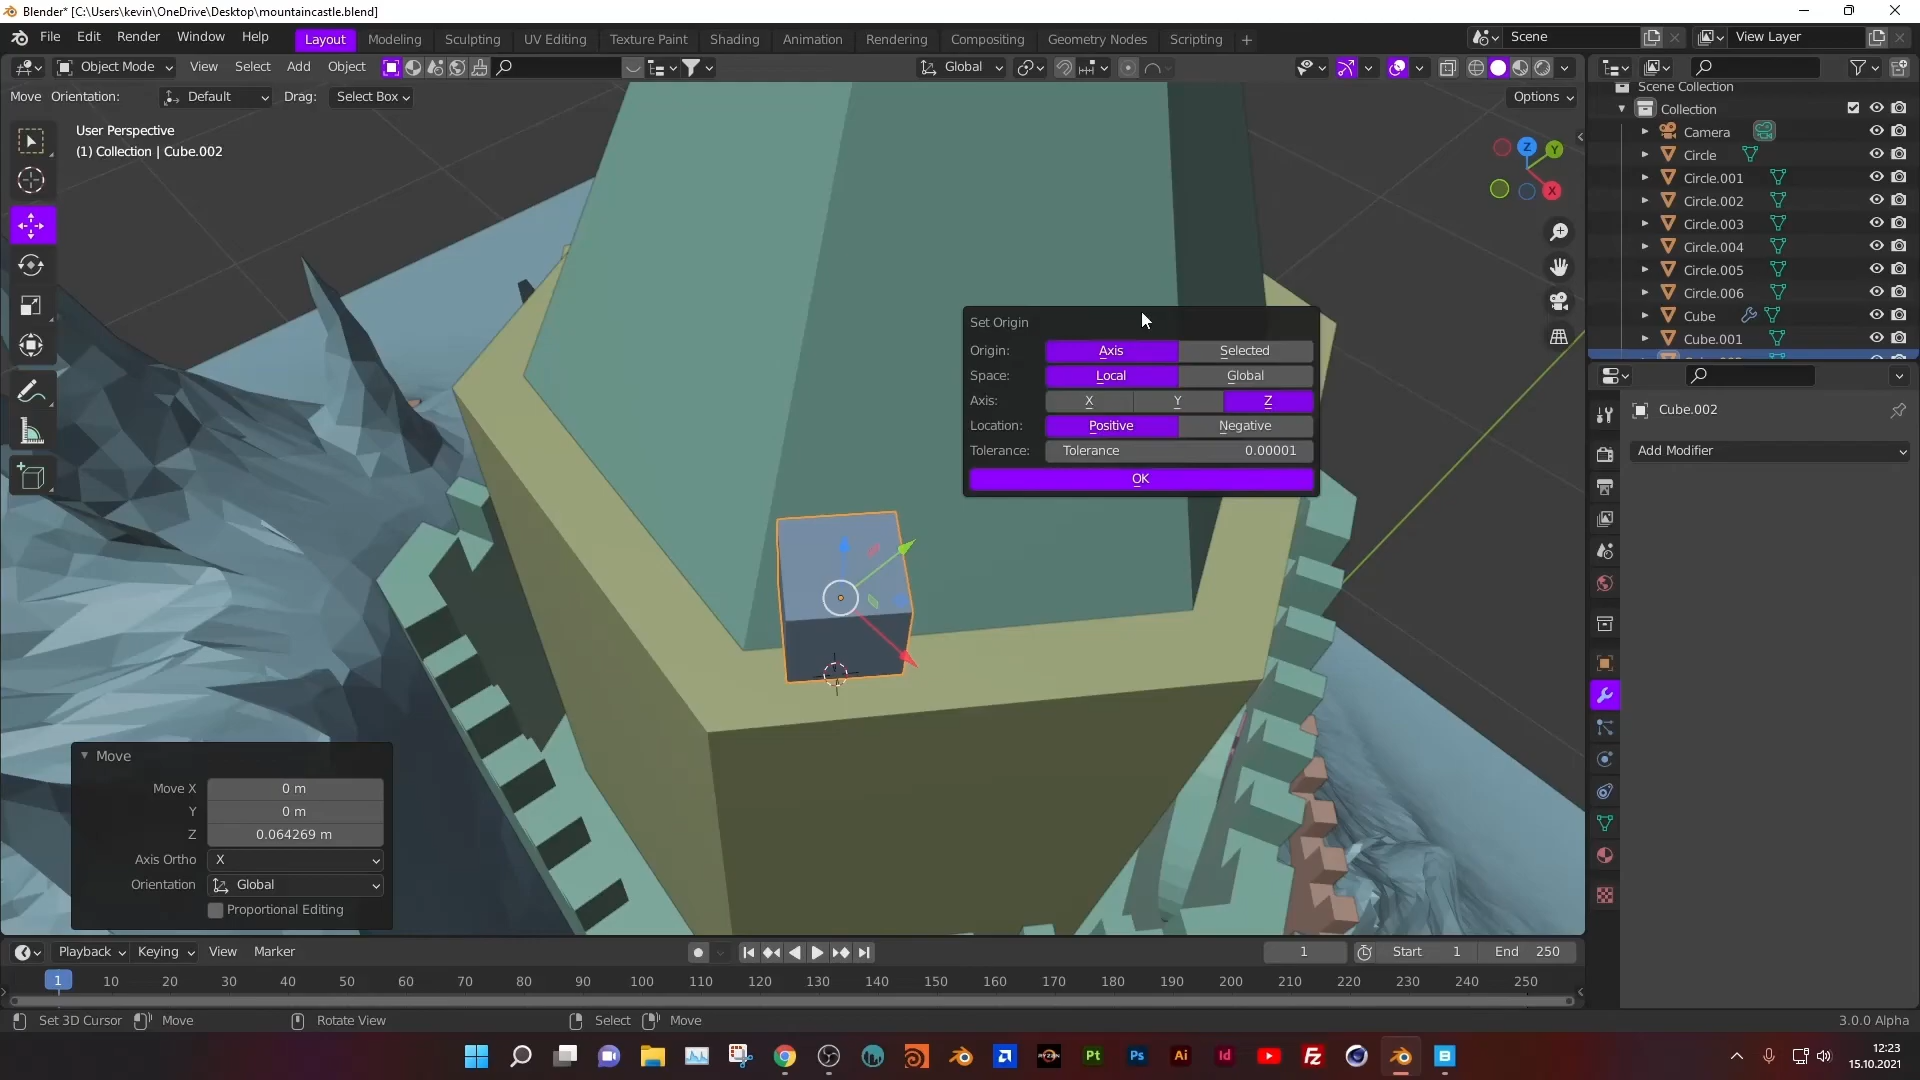 Blender* [C:\Users\kevin\OneDrive\Desktop\mountaincastle.blend]
File Edit Render Window Help Layout Modeling Sculpting UV Editing Texture Paint Shading Animation Rendering Compositing Geometry Nodes Scripting + Scene View Layer
Object Mode View Select Add Object Global
Move Orientation: Default Drag: Select Box Options
User Perspective
(1) Collection | Cube.002
Z Y X
Scene Collection
Collection
Camera
Circle
Circle.001
Circle.002
Circle.003
Circle.004
Circle.005
Circle.006
Cube
Cube.001
Set Origin
Origin: Axis Selected
Space: Local Global
Axis: X Y Z
Location: Positive Negative
Tolerance: Tolerance 0.00001
OK
Cube.002
Add Modifier
Move
Move X 0 m
Y 0 m
Z 0.064269 m
Axis Ortho X
Orientation Global
Proportional Editing
Playback Keying View Marker 1 Start 1 End 250
1 10 20 30 40 50 60 70 80 90 100 110 120 130 140 150 160 170 180 190 200 210 220 230 240 250
Set 3D Cursor Move Rotate View Select Move 3.0.0 Alpha
RYZEN Pt Ps Ai Id FZ B
12:23
15.10.2021